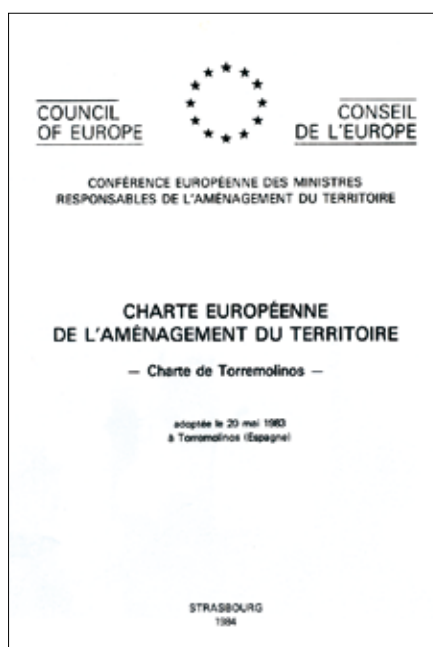 COUNCIL
OF EUROPE
CONSEIL
DE L'EUROPE
CONFÉRENCE EUROPÉENNE DES MINISTRES
RESPONSABLES DE L'AMÉNAGEMENT DU TERRITOIRE
CHARTE EUROPÉENNE
DE L'AMÉNAGEMENT DU TERRITOIRE
— Charte de Torremolinos —
adoptée le 20 mai 1983
à Torremolinos (Espagne)
STRASBOURG
1984